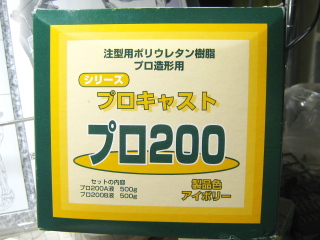 注型用ポリウレタン樹脂
プロ造形用
シリーズ
プロキャスト
プロ200
セットの内容
プロ200A液 500g
プロ200B液 500g
製品色
アイボリー